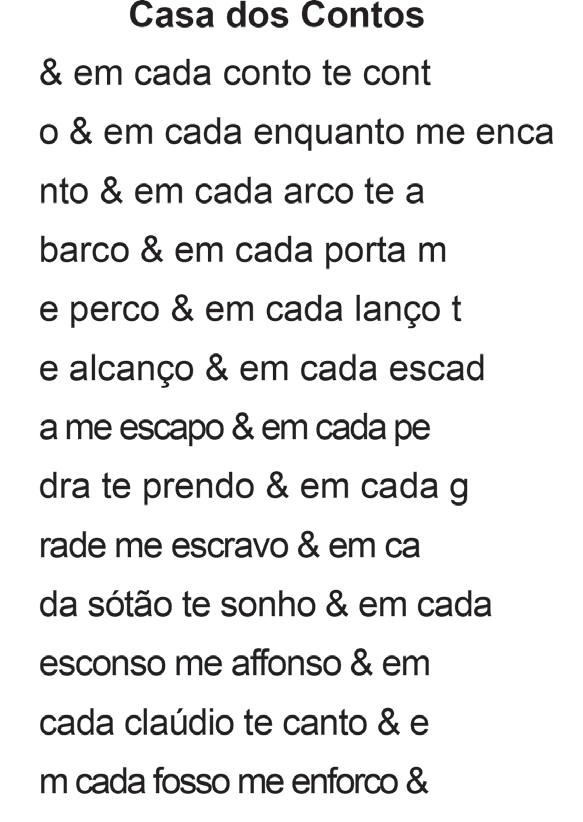 Casa dos Contos
& em cada conto te cont
o & em cada enquanto me enca
nto & em cada arco te a
barco & em cada porta m
e perco & em cada lanço t
e alcanço & em cada escad
a me escapo & em cada pe
dra te prendo & em cada g
rade me escravo & em ca
da sótão te sonho & em cada
esconso me affonso & em
cada claúdio te canto & e
m cada fosso me enforco &